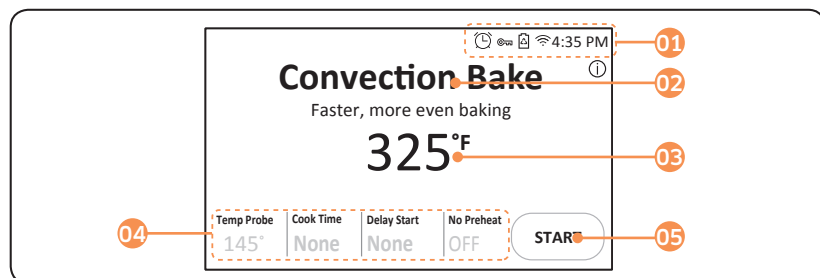 4:35 PM
01
Convection Bake
02
Faster, more even baking
325°F
03
04
Temp Probe Cook Time Delay Start No Preheat
145° None None OFF
START
05